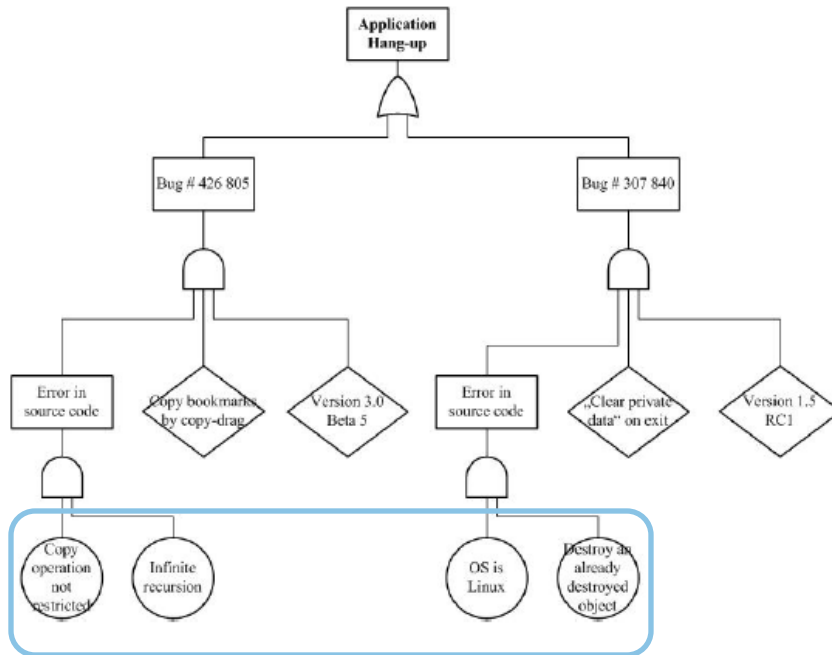 Application
Hang-up
Bug # 426 805
Bug # 307 840
Error in
source code
Copy bookmarks
by copy-drag
Version 3.0
Beta 5
Error in
source code
„Clear private
data“ on exit
Version 1.5
RC1
Copy
operation
not
restricted
Infinite
recursion
OS is
Linux
Destroy an
already
destroyed
object